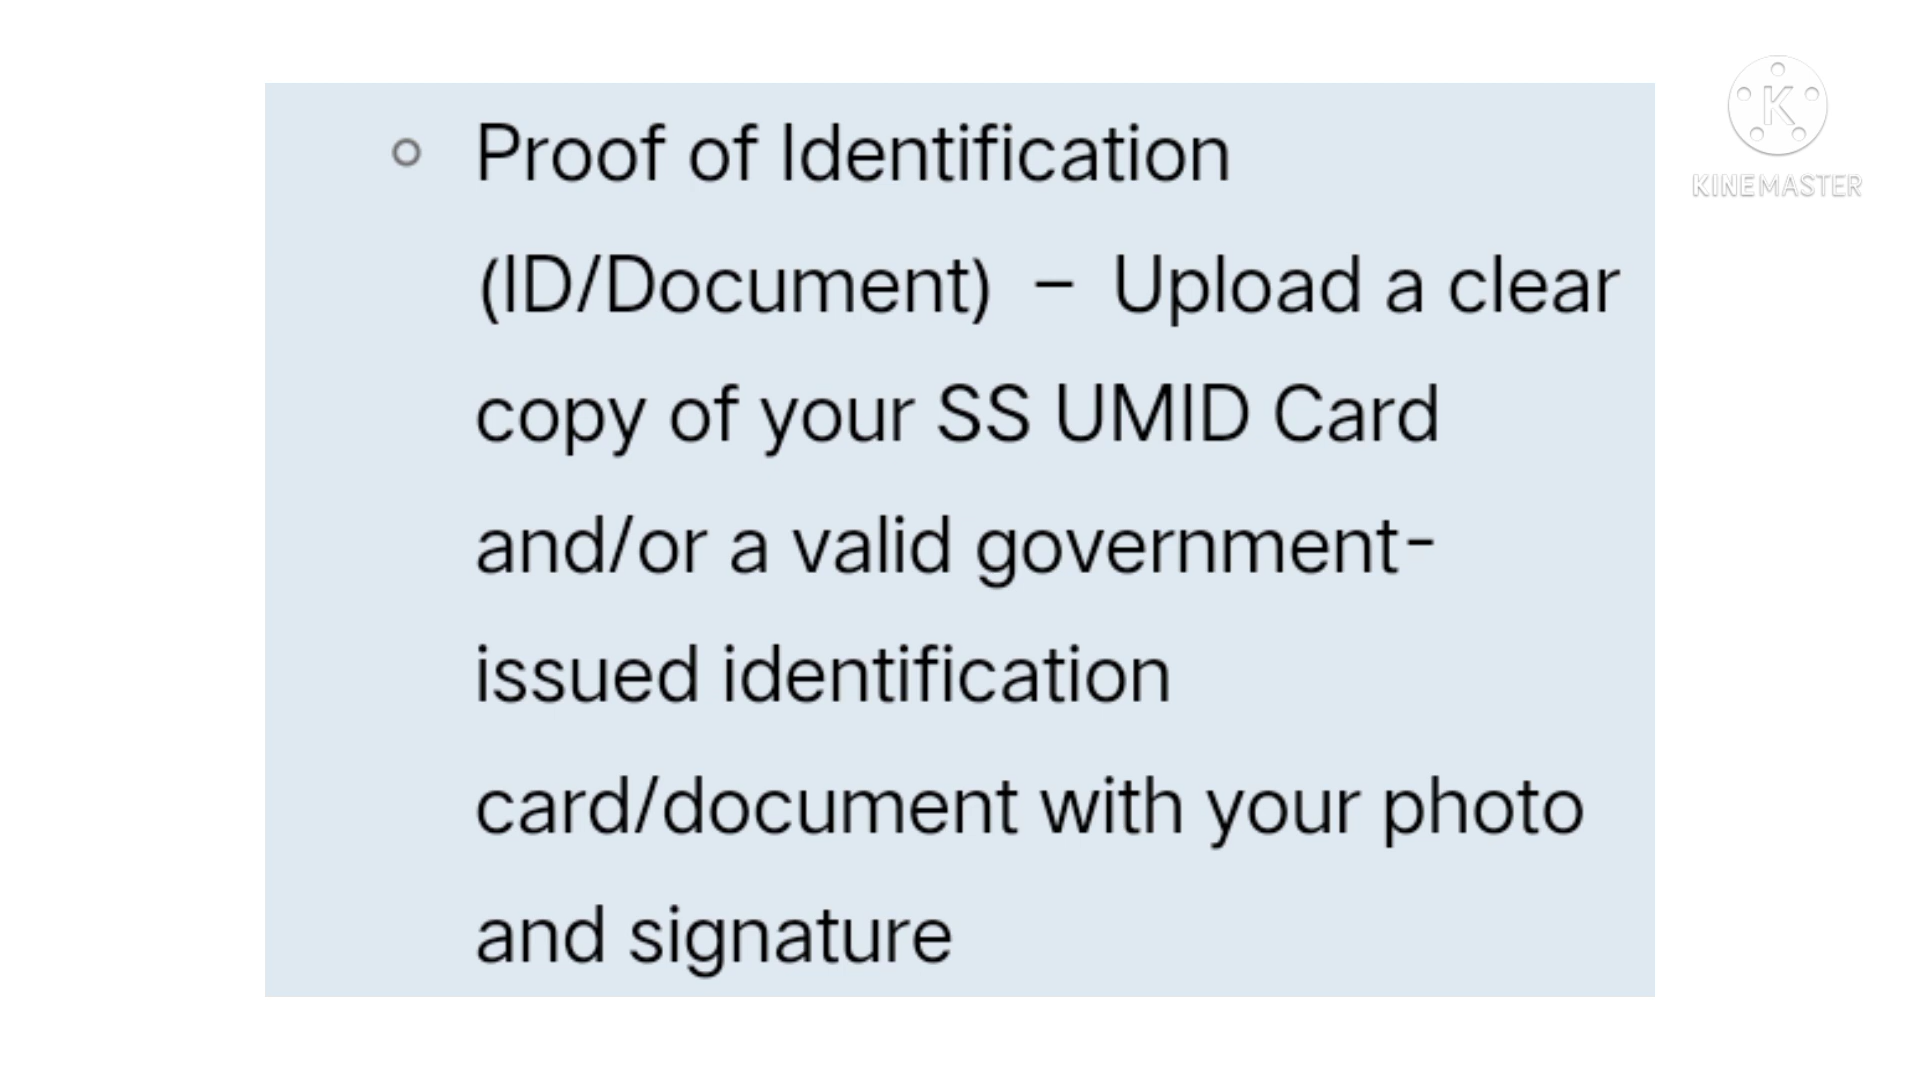 Proof of Identification
(ID/Document) – Upload a clear
copy of your SS UMID Card
and/or a valid government-
issued identification
card/document with your photo
and signature
K
KINEMASTER